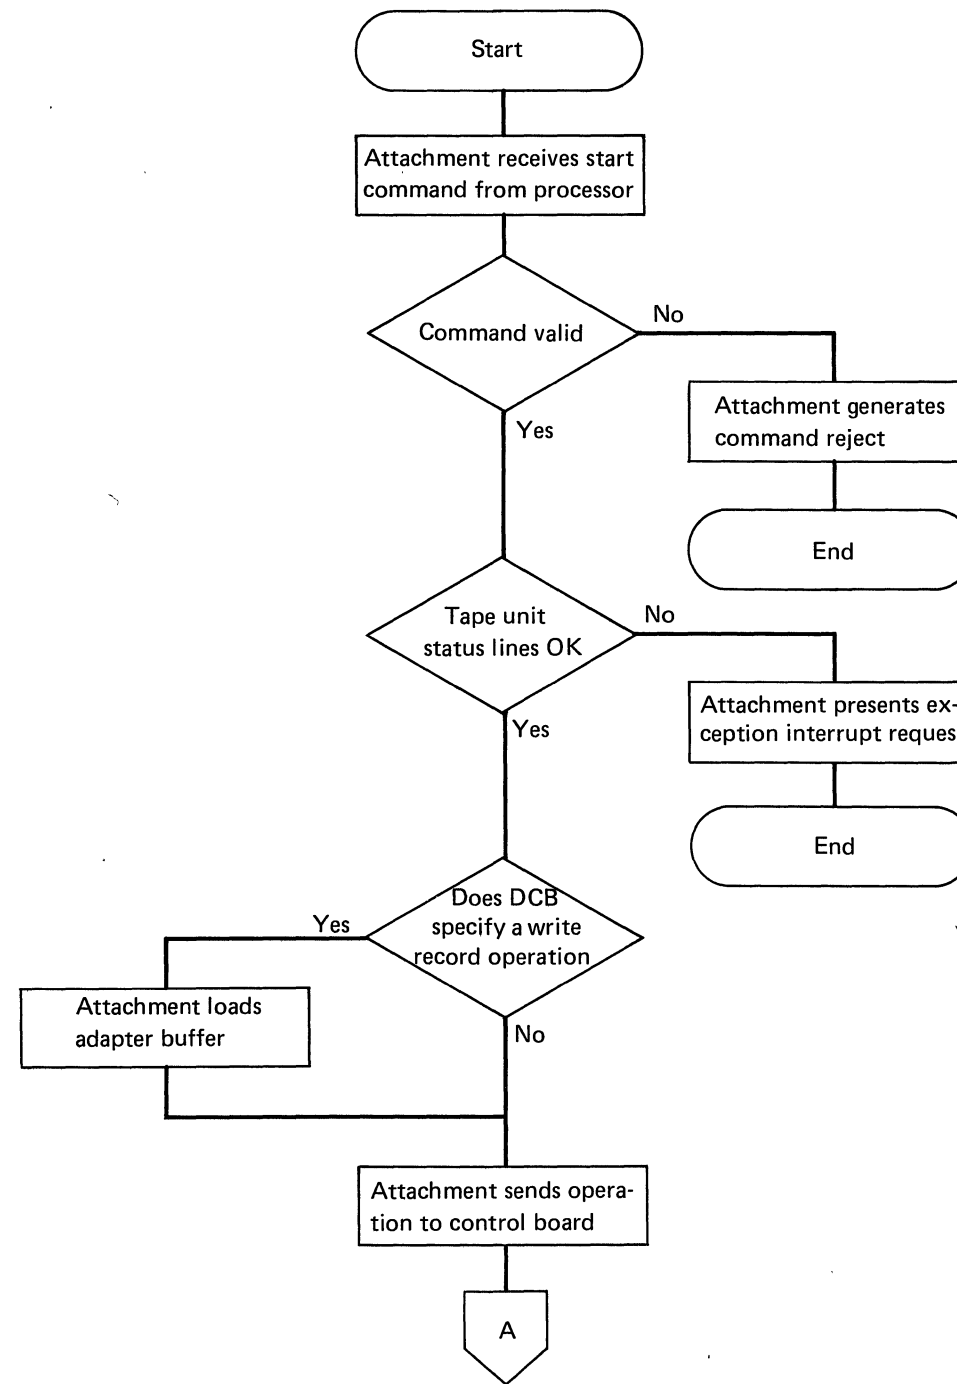 Start
Attachment receives start
command from processor
Command valid
No
Attachment generates
command reject
Yes
End
Tape unit
status lines OK
No
Attachment presents ex-
ception interrupt reques
Yes
End
Does DCB
specify a write
record operation
Yes
Attachment loads
adapter buffer
No
Attachment sends opera-
tion to control board
A